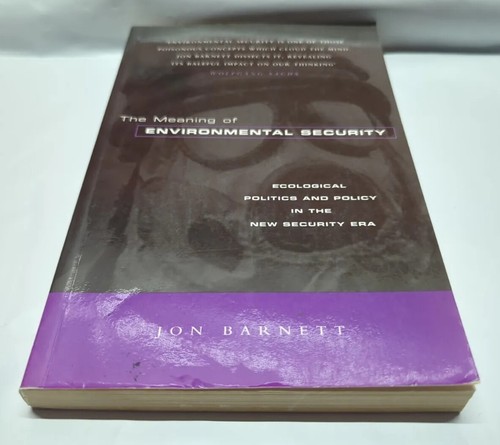 'ENVIRONMENTAL SECURITY IS ONE OF THOSE
POISONOUS CONCEPTS WHICH CLOUD THE MIND.
JON BARNETT DISSECTS IT, REVEALING
ITS BALEFUL IMPACT ON OUR THINKING'
WOLFGANG SACHS
The Meaning of
ENVIRONMENTAL SECURITY
ECOLOGICAL
POLITICS AND POLICY
IN THE
NEW SECURITY ERA
JON BARNETT